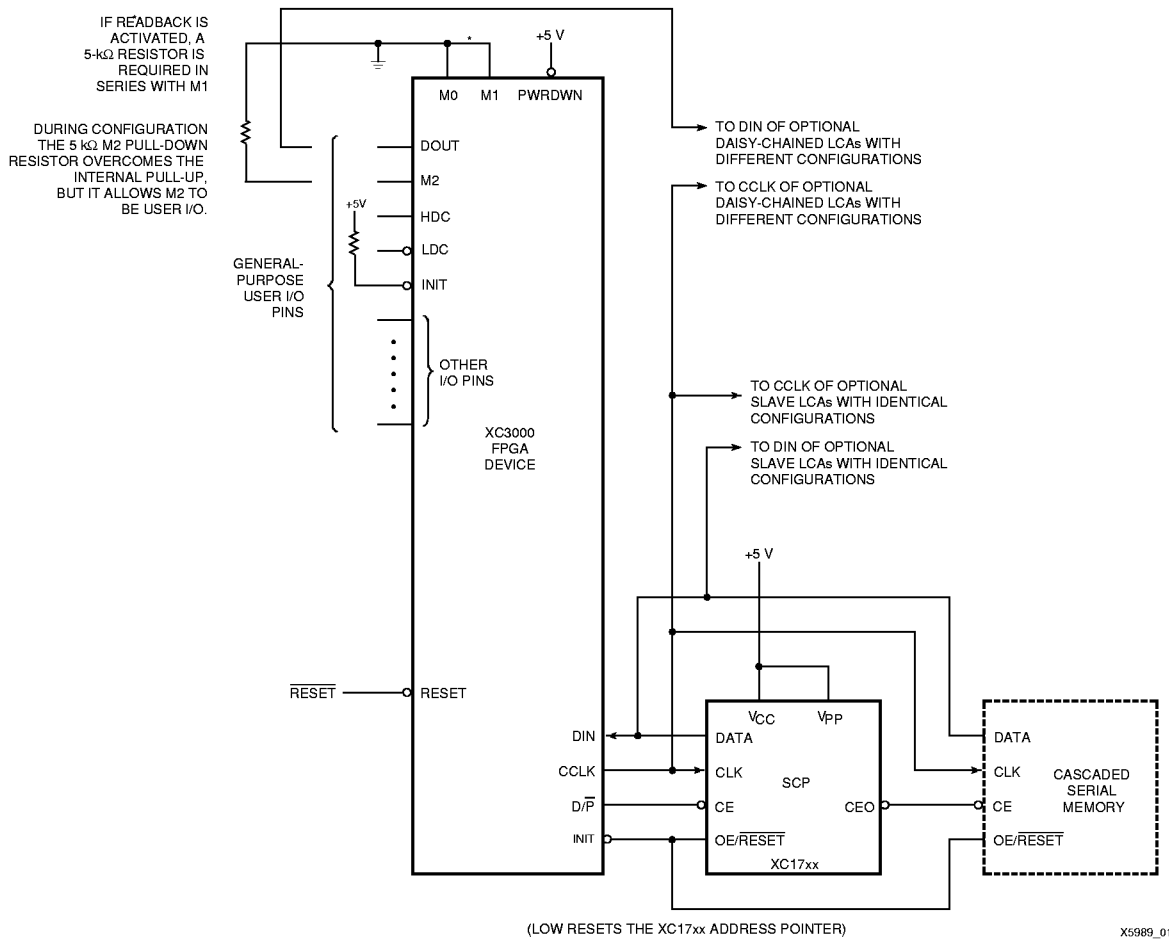 IF READBACK IS
ACTIVATED, A
5-kΩ RESISTOR IS
REQUIRED IN
SERIES WITH M1
*
*
+5 V
M0
M1
PWRDWN
DURING CONFIGURATION
THE 5 kΩ M2 PULL-DOWN
RESISTOR OVERCOMES THE
INTERNAL PULL-UP,
BUT IT ALLOWS M2 TO
BE USER I/O.
DOUT
M2
HDC
LDC
INIT
+5V
GENERAL-
PURPOSE
USER I/O
PINS
OTHER
I/O PINS
XC3000
FPGA
DEVICE
TO DIN OF OPTIONAL
DAISY-CHAINED LCAs WITH
DIFFERENT CONFIGURATIONS
TO CCLK OF OPTIONAL
DAISY-CHAINED LCAs WITH
DIFFERENT CONFIGURATIONS
TO CCLK OF OPTIONAL
SLAVE LCAs WITH IDENTICAL
CONFIGURATIONS
TO DIN OF OPTIONAL
SLAVE LCAs WITH IDENTICAL
CONFIGURATIONS
+5 V
RESET
RESET
DIN
CCLK
D/P
INIT
VCC
VPP
DATA
CLK
SCP
CE
CEO
OE/RESET
XC17xx
DATA
CLK
CASCADED
SERIAL
MEMORY
CE
OE/RESET
(LOW RESETS THE XC17xx ADDRESS POINTER)